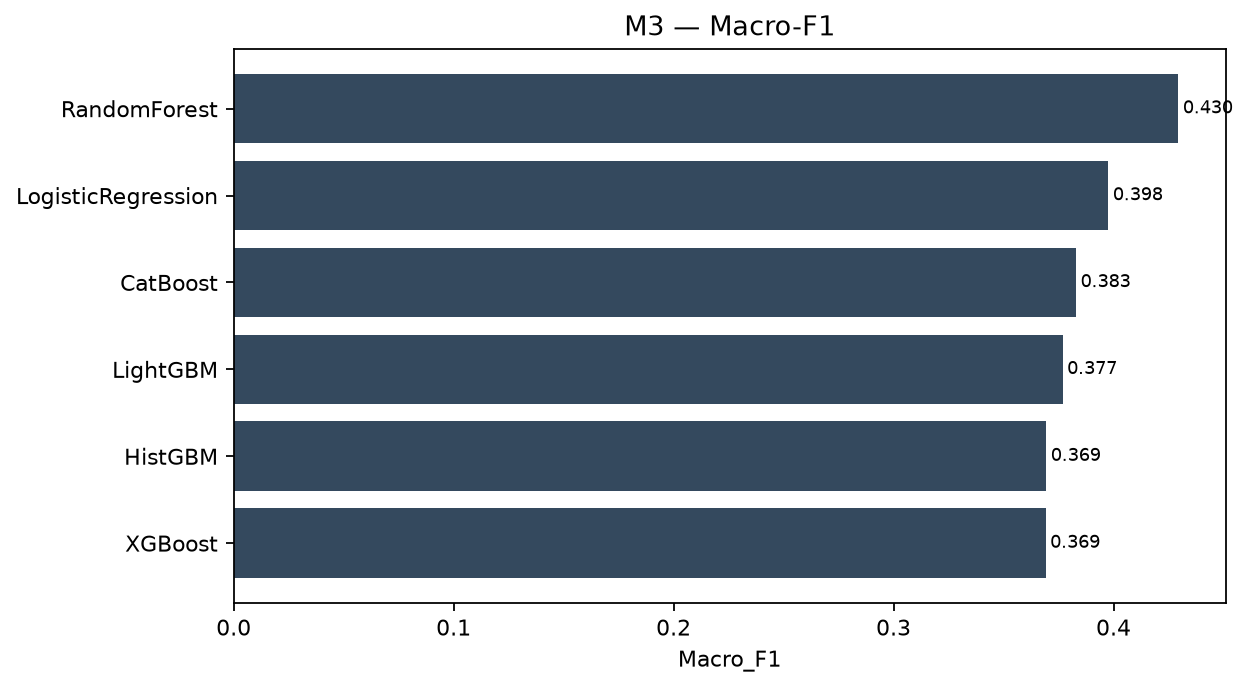 M3 — Macro-F1
RandomForest 0.430
LogisticRegression 0.398
CatBoost 0.383
LightGBM 0.377
HistGBM 0.369
XGBoost 0.369
0.0 0.1 0.2 0.3 0.4
Macro_F1